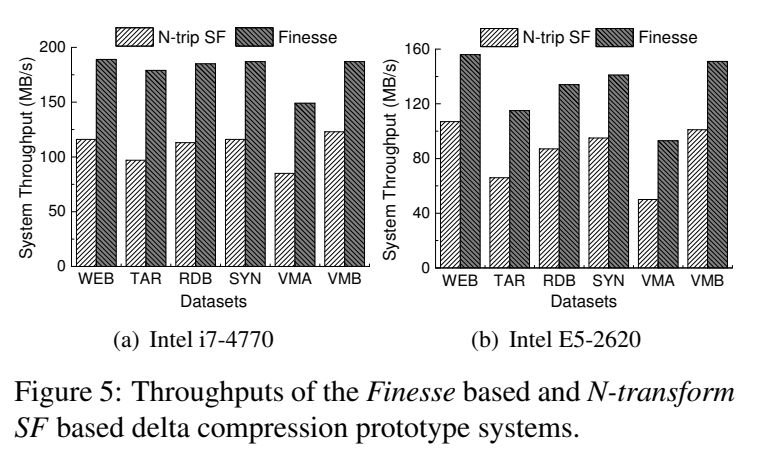 N-trip SF Finesse
200
150
100
50
0
System Throughput (MB/s)
WEB TAR RDB SYN VMA VMB
Datasets
(a) Intel i7-4770
N-trip SF Finesse
160
120
80
40
0
System Throughput (MB/s)
WEB TAR RDB SYN VMA VMB
Datasets
(b) Intel E5-2620
Figure 5: Throughputs of the Finesse based and N-transform
SF based delta compression prototype systems.